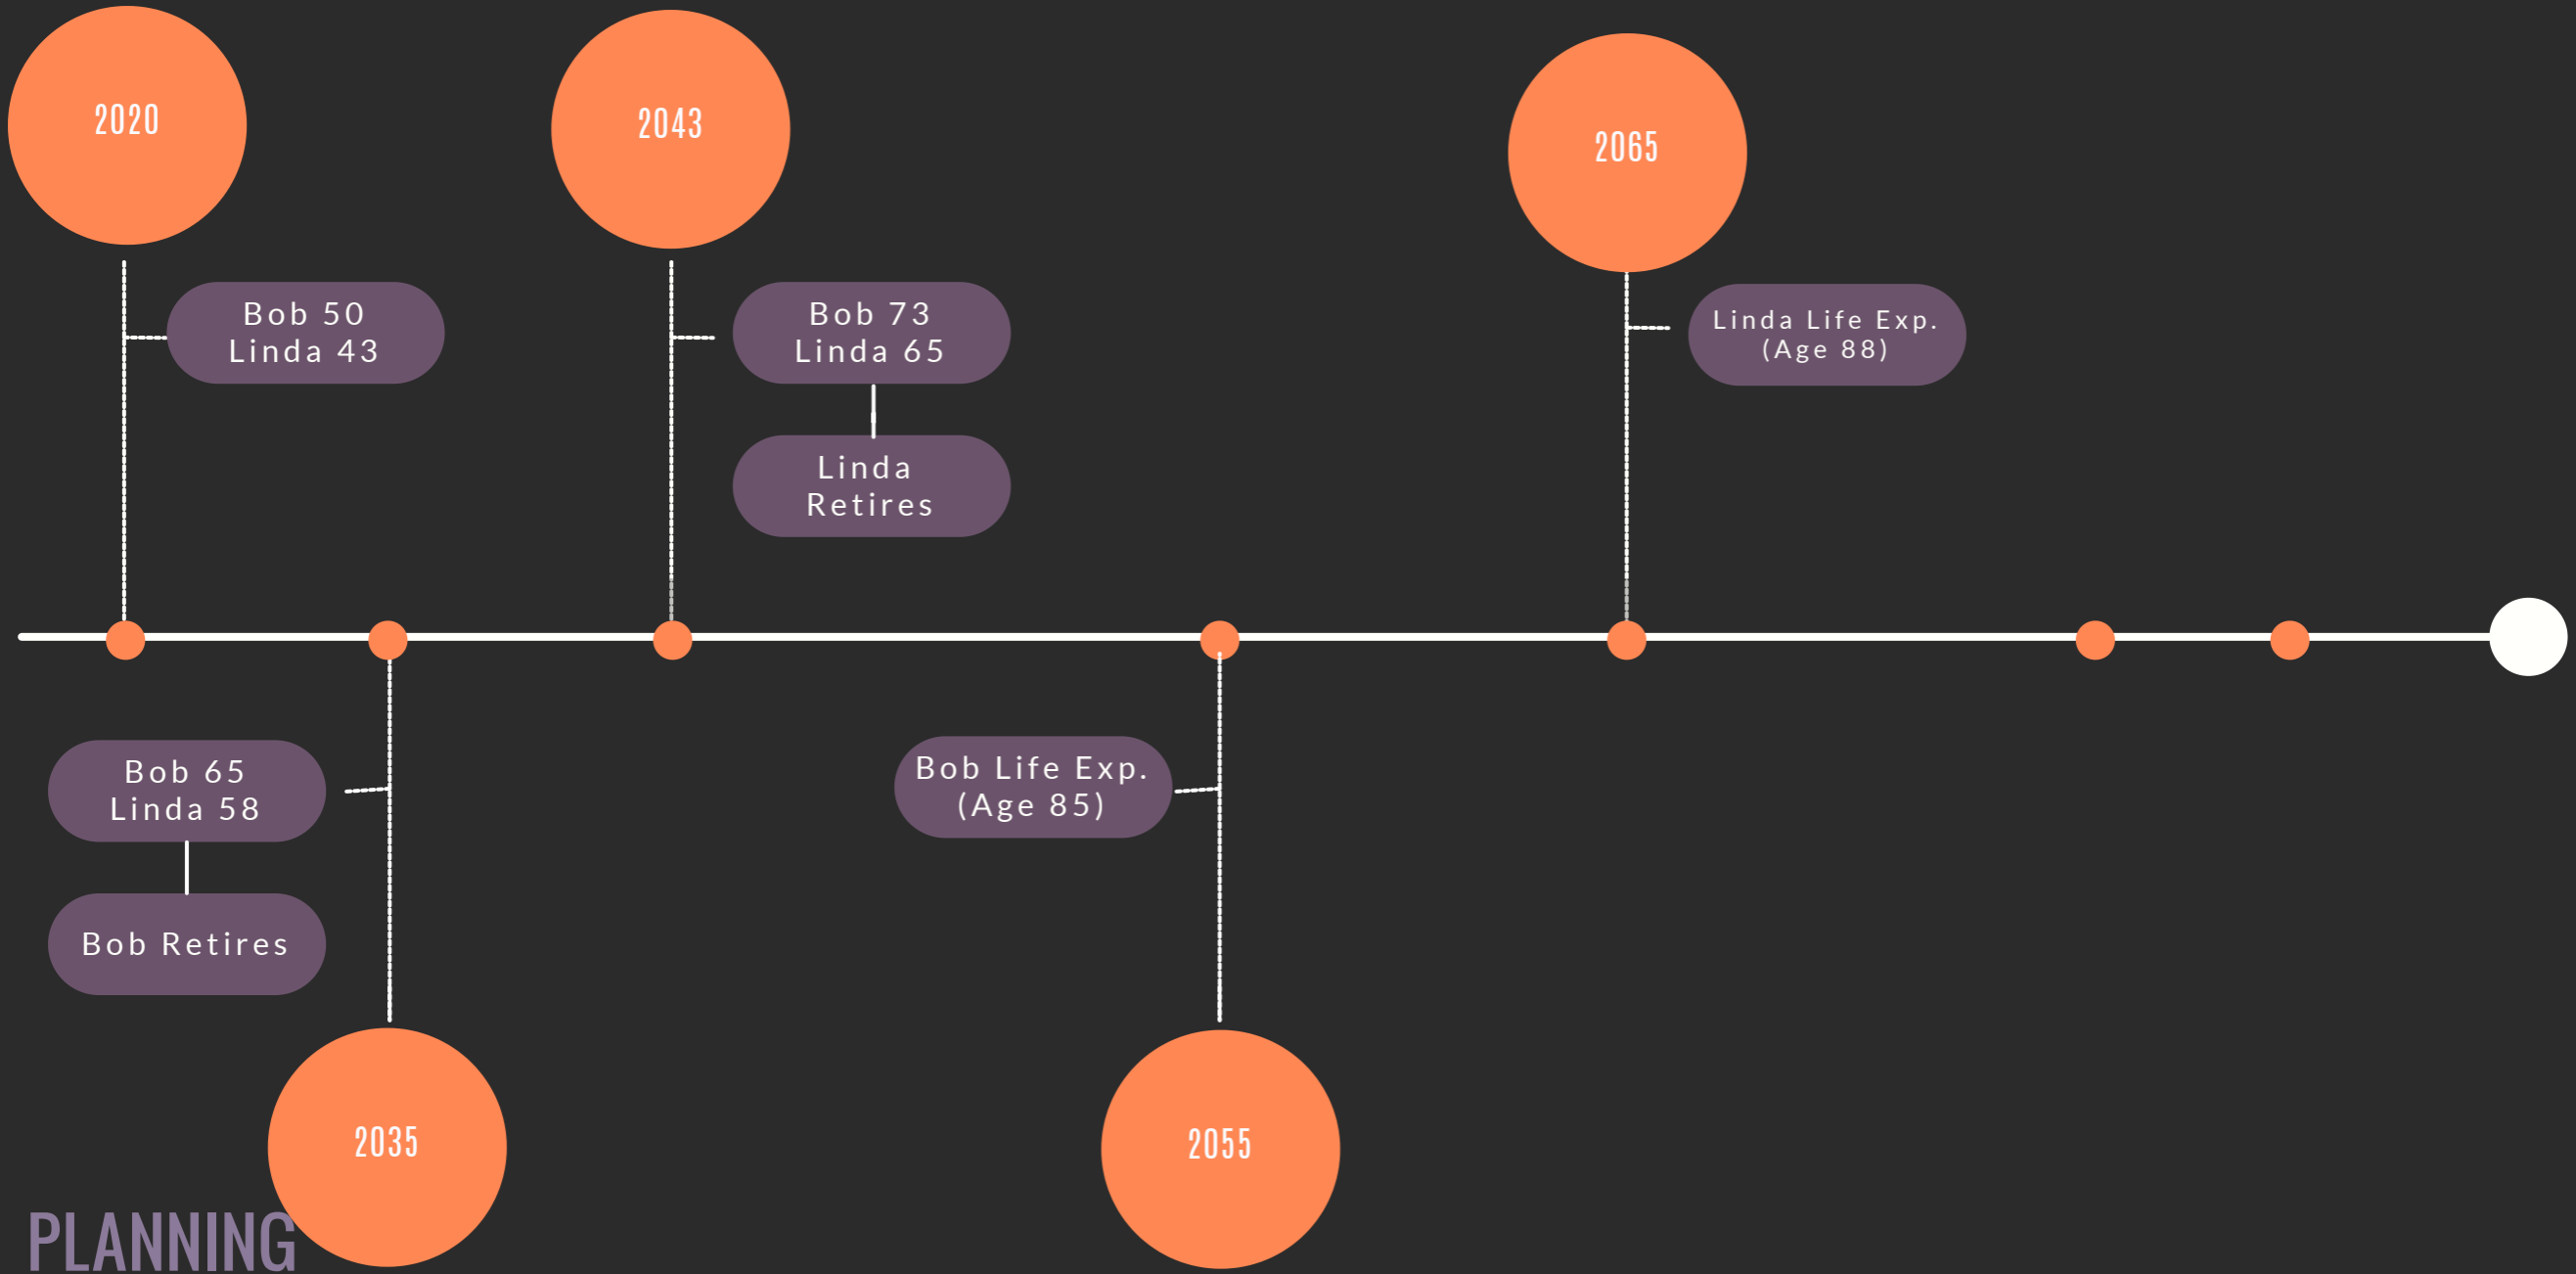 2020
2043
2065
Bob 50
Linda 43
Bob 73
Linda 65
Linda Life Exp.
(Age 88)
Linda
Retires
Bob 65
Linda 58
Bob Life Exp.
(Age 85)
Bob Retires
2035
2055
PLANNING